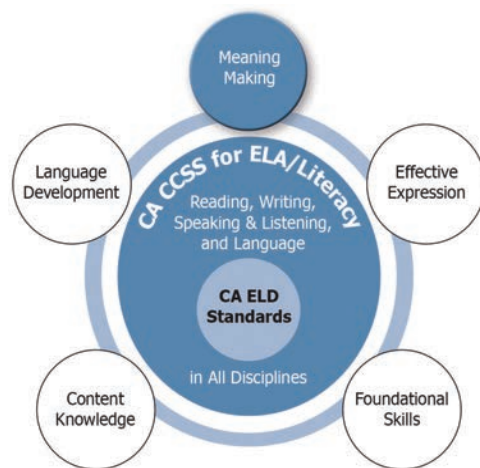 Meaning
Making
Language
Development
Effective
Expression
CA CCSS for ELA/Literacy
Reading, Writing,
Speaking & Listening,
and Language
CA ELD
Standards
in All Disciplines
Content
Knowledge
Foundational
Skills